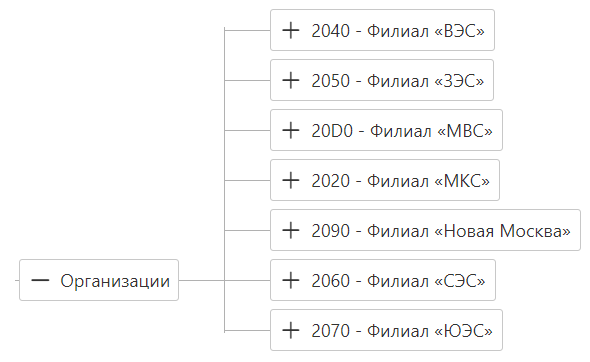 2040 - Филиал «ВЭС»
2050 - Филиал «ЗЭС»
20D0 - Филиал «МВС»
2020 - Филиал «МКС»
2090 - Филиал «Новая Москва»
Организации
2060 - Филиал «СЭС»
2070 - Филиал «ЮЭС»